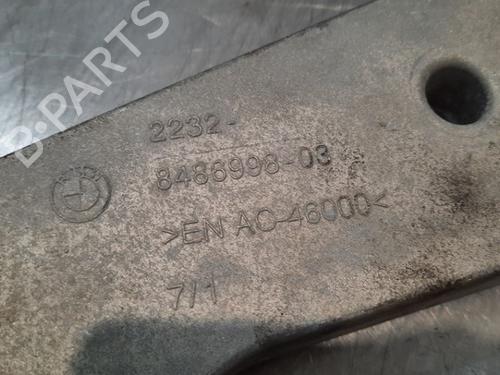 B-PARTS
2232-
8486998-03
>EN AC-46000<
7/1